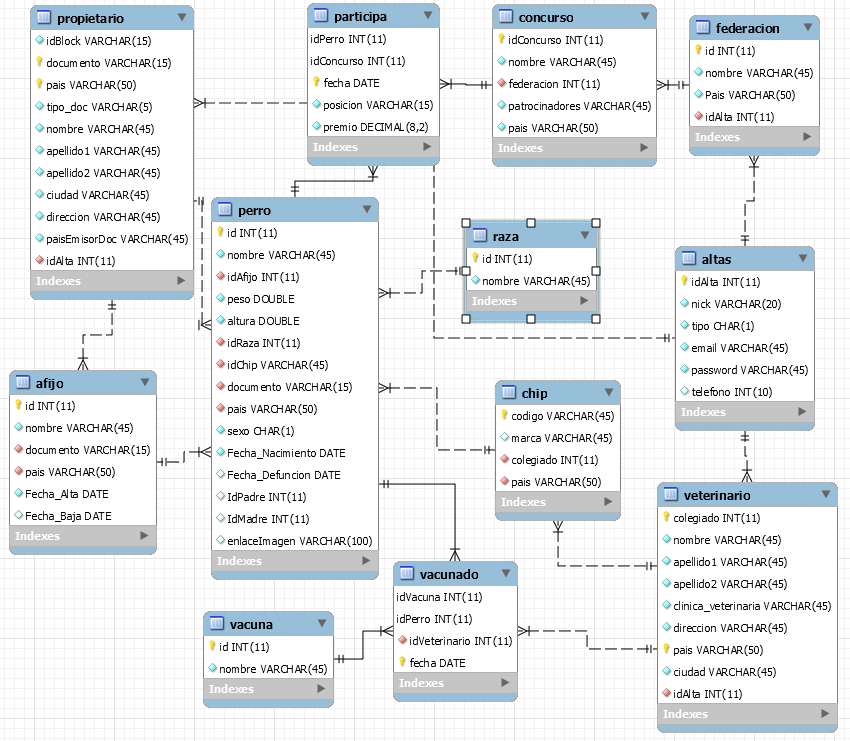 propietario
idBlock VARCHAR(15)
documento VARCHAR(15)
pais VARCHAR(50)
tipo_doc VARCHAR(5)
nombre VARCHAR(45)
apellido1 VARCHAR(45)
apellido2 VARCHAR(45)
ciudad VARCHAR(45)
direccion VARCHAR(45)
paisEmisorDoc VARCHAR(45)
idAlta INT(11)
Indexes
participa
idPerro INT(11)
idConcurso INT(11)
fecha DATE
posicion VARCHAR(15)
premio DECIMAL(8,2)
Indexes
concurso
idConcurso INT(11)
nombre VARCHAR(45)
federacion INT(11)
patrocinadores VARCHAR(45)
pais VARCHAR(50)
Indexes
federacion
id INT(11)
nombre VARCHAR(45)
Pais VARCHAR(50)
idAlta INT(11)
Indexes
perro
id INT(11)
nombre VARCHAR(45)
idAfijo INT(11)
peso DOUBLE
altura DOUBLE
idRaza INT(11)
idChip VARCHAR(45)
documento VARCHAR(15)
pais VARCHAR(50)
sexo CHAR(1)
Fecha_Nacimiento DATE
Fecha_Defuncion DATE
IdPadre INT(11)
IdMadre INT(11)
enlaceImagen VARCHAR(100)
Indexes
raza
id INT(11)
nombre VARCHAR(45)
Indexes
altas
idAlta INT(11)
nick VARCHAR(20)
tipo CHAR(1)
email VARCHAR(45)
password VARCHAR(45)
telefono INT(10)
Indexes
afijo
id INT(11)
nombre VARCHAR(45)
documento VARCHAR(15)
pais VARCHAR(50)
Fecha_Alta DATE
Fecha_Baja DATE
Indexes
chip
codigo VARCHAR(45)
marca VARCHAR(45)
colegiado INT(11)
pais VARCHAR(50)
Indexes
veterinario
colegiado INT(11)
nombre VARCHAR(45)
apellido1 VARCHAR(45)
apellido2 VARCHAR(45)
clinica_veterinaria VARCHAR(45)
direccion VARCHAR(45)
pais VARCHAR(50)
ciudad VARCHAR(45)
idAlta INT(11)
Indexes
vacunado
idVacuna INT(11)
idPerro INT(11)
idVeterinario INT(11)
fecha DATE
Indexes
vacuna
id INT(11)
nombre VARCHAR(45)
Indexes